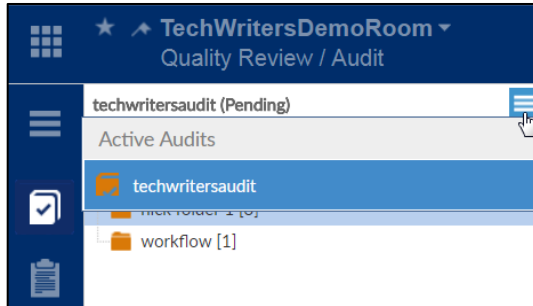 TechWritersDemoRoom
Quality Review / Audit
techwritersaudit (Pending)
Active Audits
techwritersaudit
workflow [1]